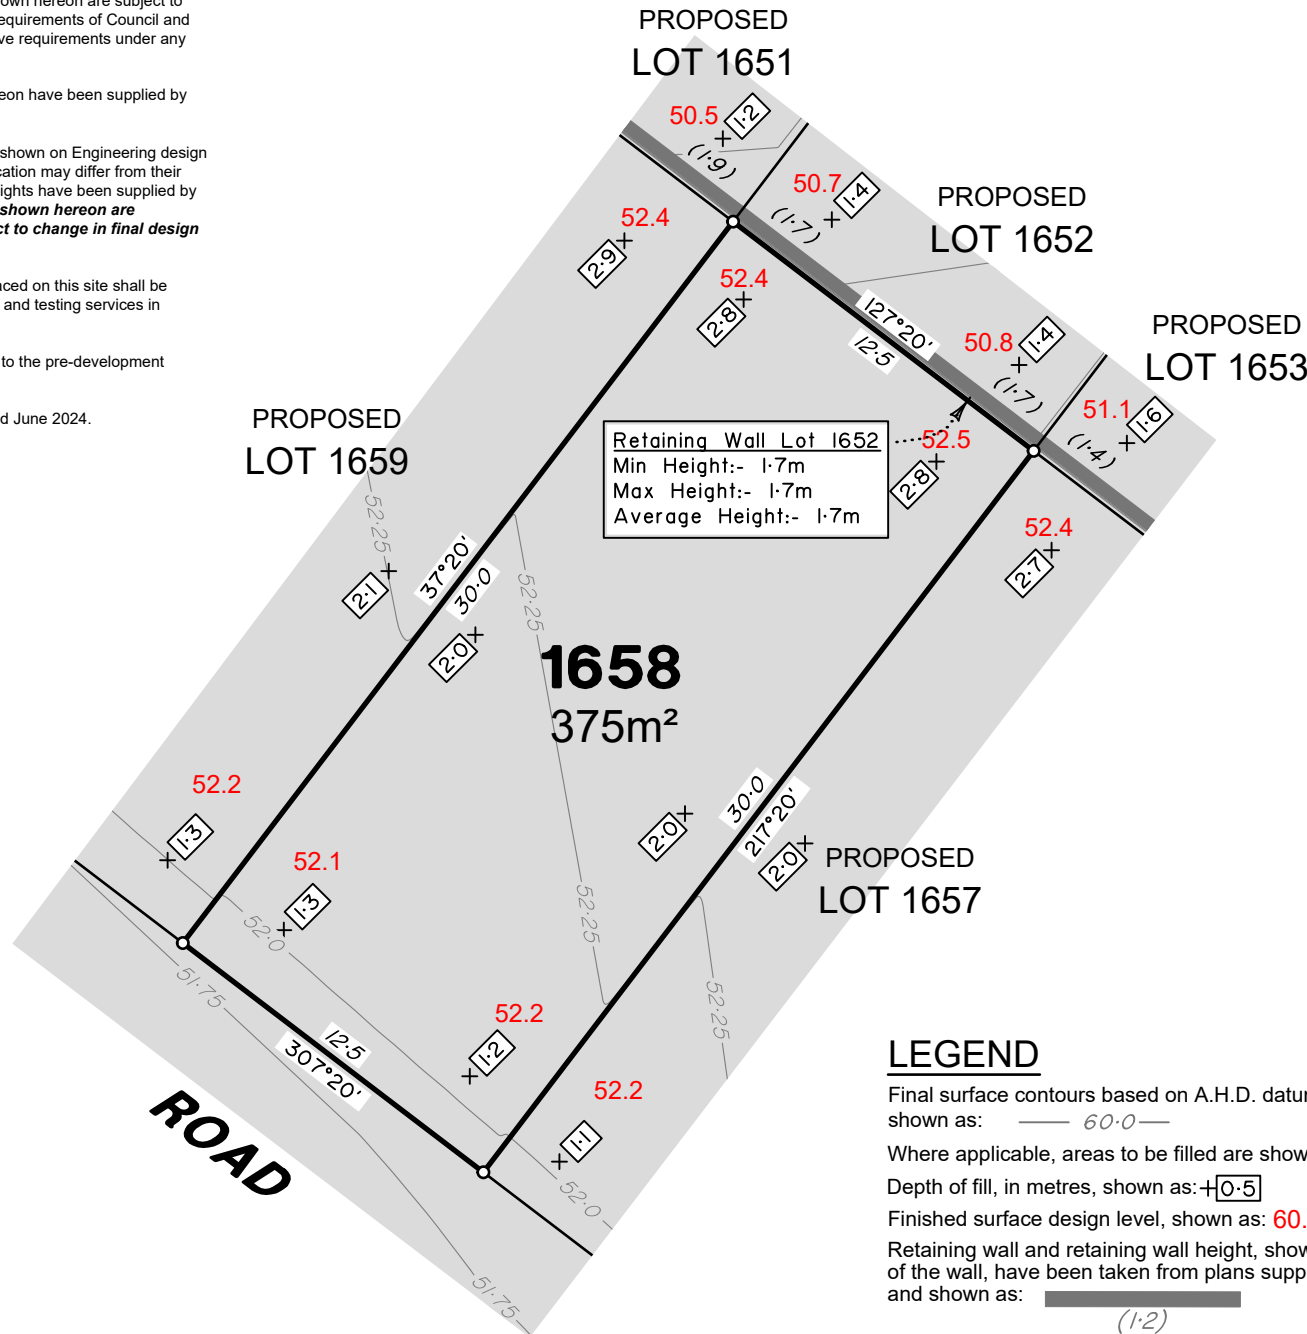 own hereon are subject to
equirements of Council and
ve requirements under any
eon have been supplied by
shown on Engineering design
cation may differ from their
ights have been supplied by
shown hereon are
ct to change in final design
aced on this site shall be
and testing services in
to the pre-development
d June 2024.
PROPOSED
LOT 1651
50.5
1·2
(1·9)
50.7
1·4
(1·7)
PROPOSED
LOT 1652
52.4
2·9
52.4
2·8
127°20'
12·5
50.8
1·4
(1·7)
PROPOSED
LOT 1653
51.1
1·6
(1·4)
PROPOSED
LOT 1659
Retaining Wall Lot 1652
Min Height:- 1·7m
Max Height:- 1·7m
Average Height:- 1·7m
52.5
2·8
52.4
2·7
52·25
2·1
37°20'
30·0
52·25
2·0
1658
375m²
52.2
1·3
52.1
1·3
30·0
217°20'
2·0
2·0
PROPOSED
LOT 1657
52·25
52·0
51·75
52·25
52.2
1·2
12·5
307°20'
52.2
1·1
52·0
51·75
ROAD
LEGEND
Final surface contours based on A.H.D. datu
shown as: 60·0
Where applicable, areas to be filled are show
Depth of fill, in metres, shown as: +0·5
Finished surface design level, shown as: 60.
Retaining wall and retaining wall height, show
of the wall, have been taken from plans supp
and shown as:
(1·2)